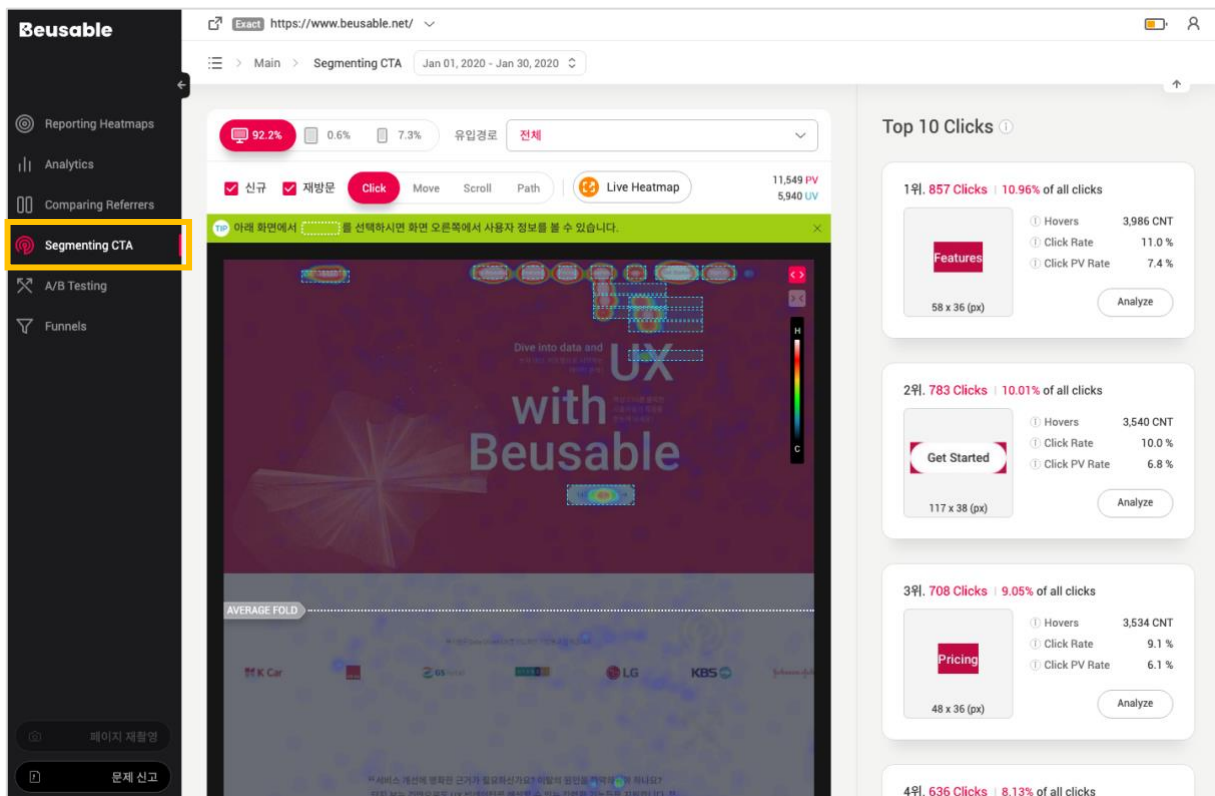 Beusable
Exact https://www.beusable.net/
Main > Segmenting CTA Jan 01, 2020 - Jan 30, 2020
Reporting Heatmaps
Analytics
Comparing Referrers
Segmenting CTA
A/B Testing
Funnels
페이지 재촬영
문제 신고
92.2% 0.6% 7.3% 유입경로 전체
신규 재방문 Click Move Scroll Path Live Heatmap
11,549 PV
5,940 UV
TIP 아래 화면에서 를 선택하시면 화면 오른쪽에서 사용자 정보를 볼 수 있습니다.
H
C
Dive into data and
UX
with
Beusable
AVERAGE FOLD
K Car
GS
LG
KBS
Top 10 Clicks
1위. 857 Clicks | 10.96% of all clicks
Features
58 x 36 (px)
Hovers 3,986 CNT
Click Rate 11.0 %
Click PV Rate 7.4 %
Analyze
2위. 783 Clicks | 10.01% of all clicks
Get Started
117 x 38 (px)
Hovers 3,540 CNT
Click Rate 10.0 %
Click PV Rate 6.8 %
Analyze
3위. 708 Clicks | 9.05% of all clicks
Pricing
48 x 36 (px)
Hovers 3,534 CNT
Click Rate 9.1 %
Click PV Rate 6.1 %
Analyze
4위. 636 Clicks | 8.13% of all clicks